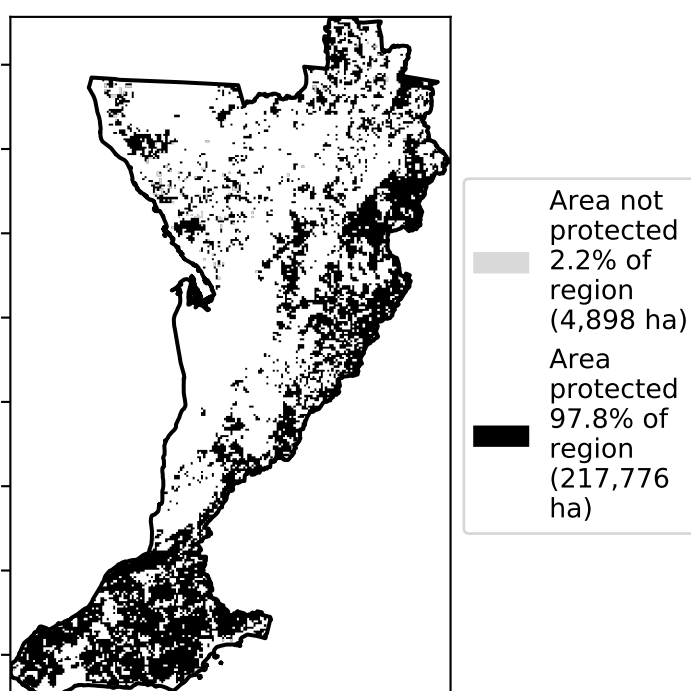 Area not
protected
2.2% of
region
(4,898 ha)
Area
protected
97.8% of
region
(217,776
ha)